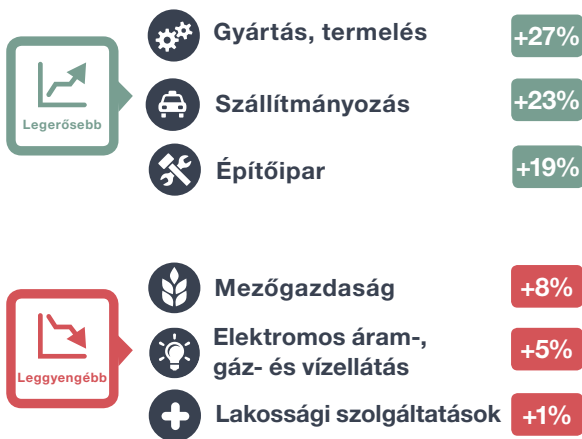 Legerősebb
Gyártás, termelés +27%
Szállítmányozás +23%
Építőipar +19%
Leggyengébb
Mezőgazdaság +8%
Elektromos áram-,
gáz- és vízellátás +5%
Lakossági szolgáltatások +1%